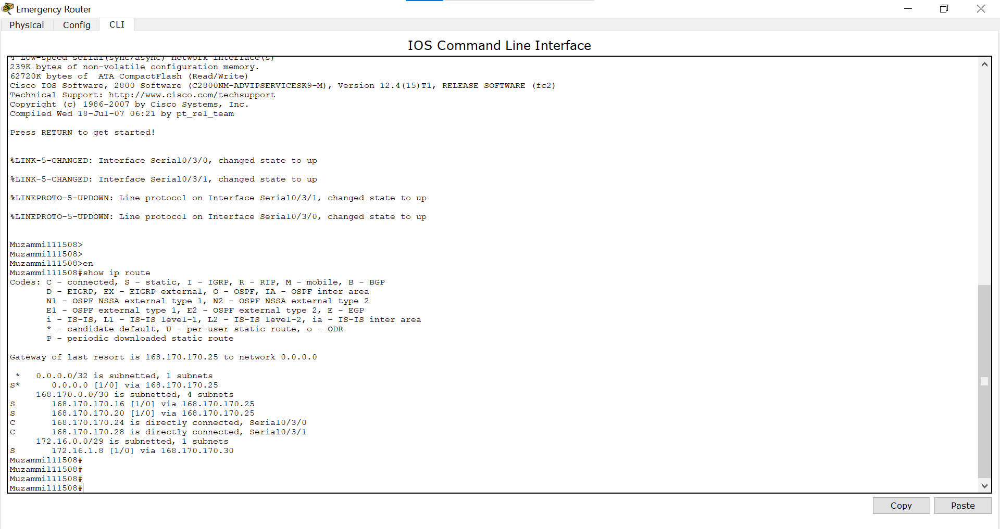 Emergency Router
Physical Config CLI
IOS Command Line Interface
4 Low-speed serial(sync/async) network interface(s)
239K bytes of non-volatile configuration memory.
62720K bytes of  ATA CompactFlash (Read/Write)
Cisco IOS Software, 2800 Software (C2800NM-ADVIPSERVICESK9-M), Version 12.4(15)T1, RELEASE SOFTWARE (fc2)
Technical Support: http://www.cisco.com/techsupport
Copyright (c) 1986-2007 by Cisco Systems, Inc.
Compiled Wed 18-Jul-07 06:21 by pt_rel_team
Press RETURN to get started!
%LINK-5-CHANGED: Interface Serial0/3/0, changed state to up
%LINK-5-CHANGED: Interface Serial0/3/1, changed state to up
%LINEPROTO-5-UPDOWN: Line protocol on Interface Serial0/3/1, changed state to up
%LINEPROTO-5-UPDOWN: Line protocol on Interface Serial0/3/0, changed state to up
Muzammil11508>
Muzammil11508>
Muzammil11508>en
Muzammil11508#show ip route
Codes: C - connected, S - static, I - IGRP, R - RIP, M - mobile, B - BGP
       D - EIGRP, EX - EIGRP external, O - OSPF, IA - OSPF inter area
       N1 - OSPF NSSA external type 1, N2 - OSPF NSSA external type 2
       E1 - OSPF external type 1, E2 - OSPF external type 2, E - EGP
       i - IS-IS, L1 - IS-IS level-1, L2 - IS-IS level-2, ia - IS-IS inter area
       * - candidate default, U - per-user static route, o - ODR
       P - periodic downloaded static route
Gateway of last resort is 168.170.170.25 to network 0.0.0.0
 *   0.0.0.0/32 is subnetted, 1 subnets
S*      0.0.0.0 [1/0] via 168.170.170.25
     168.170.0.0/30 is subnetted, 4 subnets
S       168.170.170.16 [1/0] via 168.170.170.25
S       168.170.170.20 [1/0] via 168.170.170.25
C       168.170.170.24 is directly connected, Serial0/3/0
C       168.170.170.28 is directly connected, Serial0/3/1
     172.16.0.0/29 is subnetted, 1 subnets
S       172.16.1.8 [1/0] via 168.170.170.30
Muzammil11508#
Muzammil11508#
Muzammil11508#
Muzammil11508#
Copy Paste